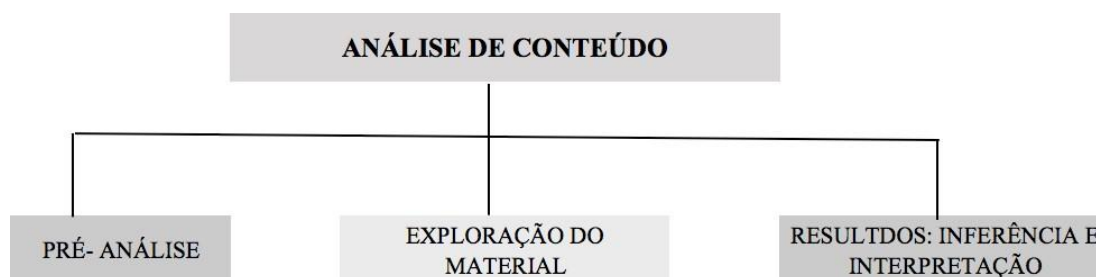 ANÁLISE DE CONTEÚDO
PRÉ- ANÁLISE
EXPLORAÇÃO DO
MATERIAL
RESULTDOS: INFERÊNCIA E
INTERPRETAÇÃO